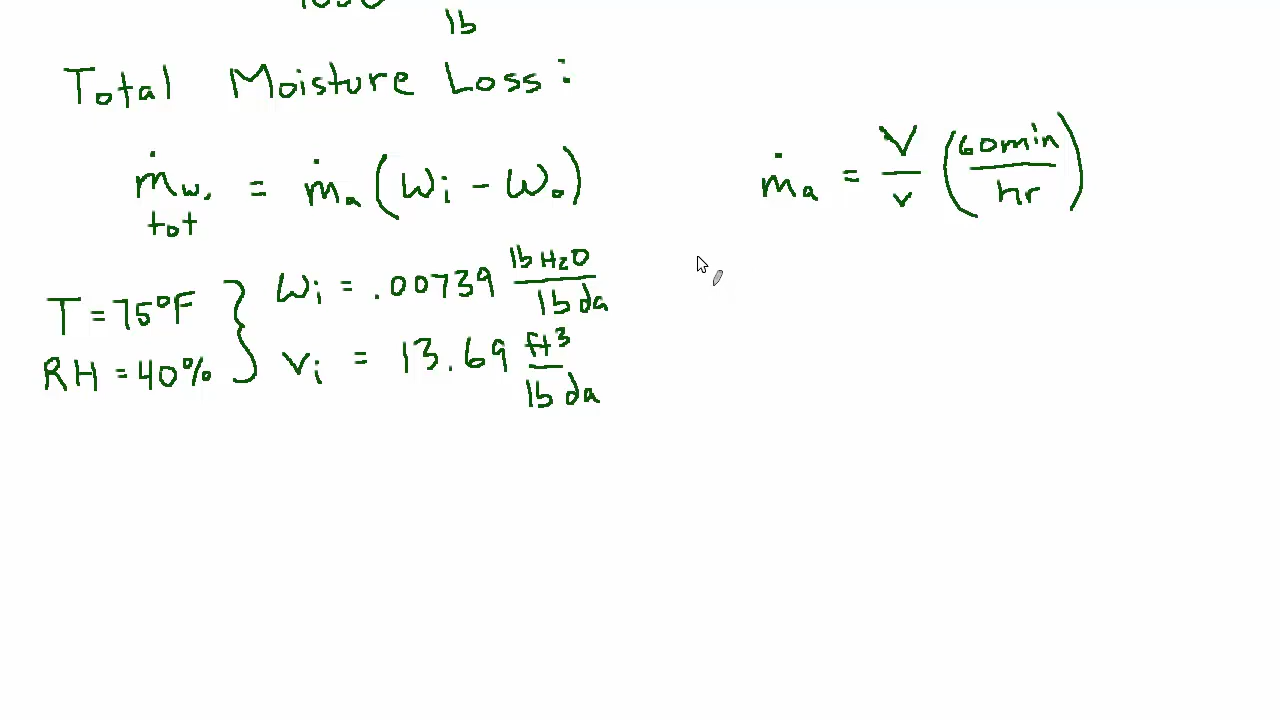 lb
Total Moisture Loss:
ṁw,tot = ṁa (Wi - Wo)
ṁa = V/v (60min/hr)
T = 75°F
RH = 40%
Wi = .00739 lb H2O/lb da
vi = 13.69 ft³/lb da